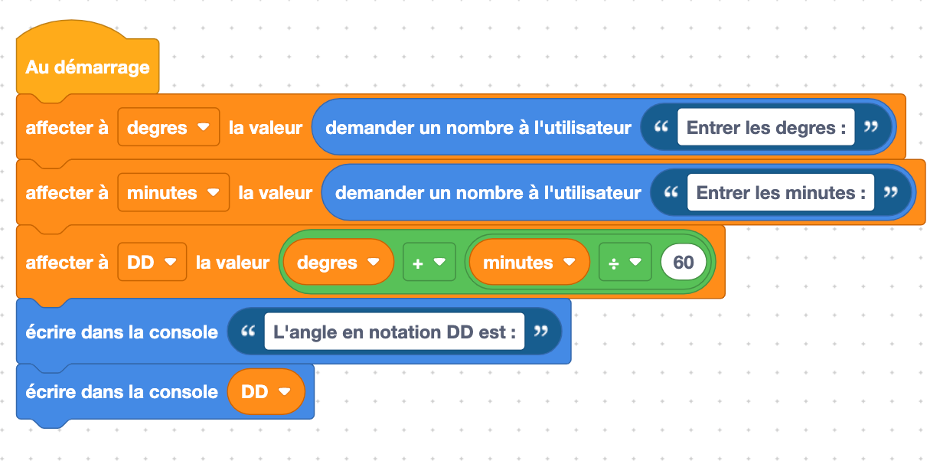 Au démarrage
affecter à degres la valeur demander un nombre à l'utilisateur “ Entrer les degres : ”
affecter à minutes la valeur demander un nombre à l'utilisateur “ Entrer les minutes : ”
affecter à DD la valeur degres + minutes ÷ 60
écrire dans la console “ L'angle en notation DD est : ”
écrire dans la console DD